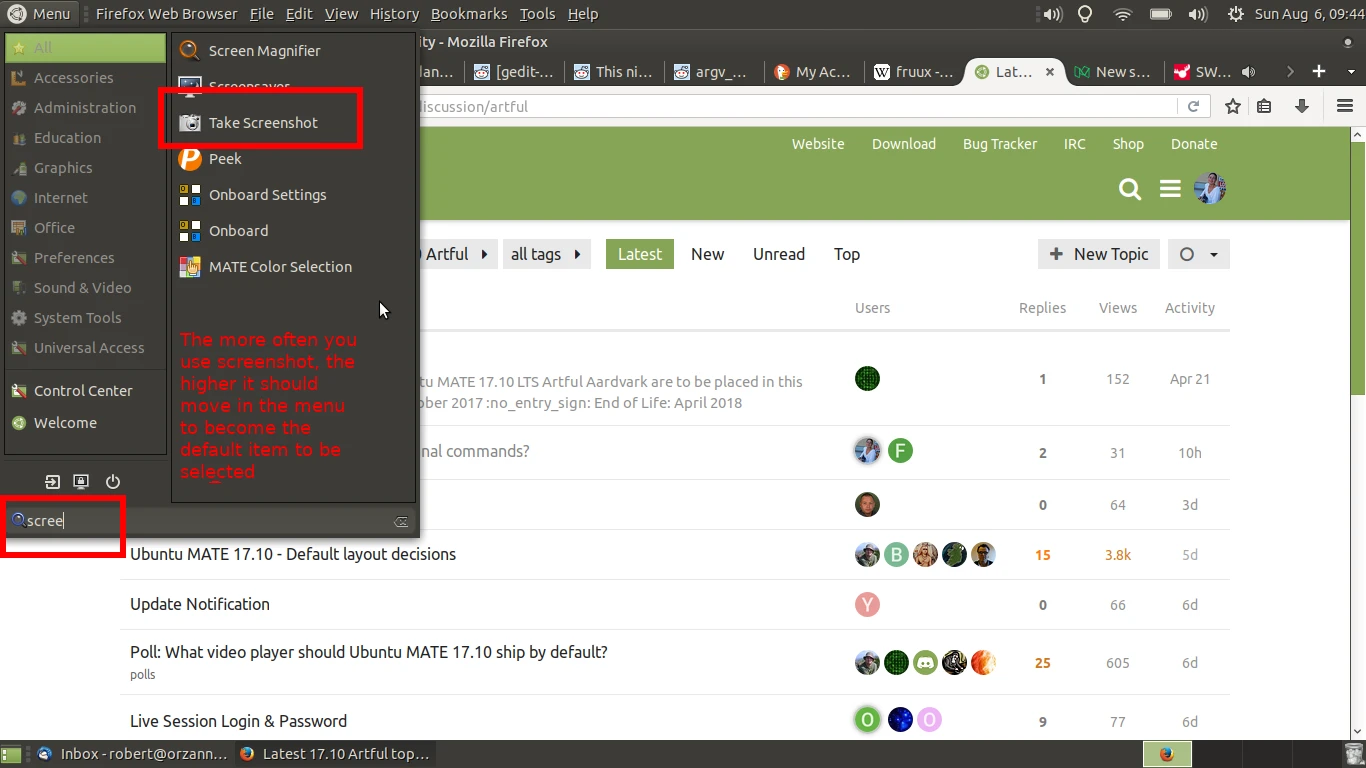 Menu Firefox Web Browser File Edit View History Bookmarks Tools Help Sun Aug 6, 09:44
ity - Mozilla Firefox
lan… [gedit-… This ni… argv_… My Ac… fruux -… Lat… New s… SW…
discussion/artful
All
Accessories
Administration
Education
Graphics
Internet
Office
Preferences
Sound & Video
System Tools
Universal Access
Control Center
Welcome
scree
Screen Magnifier
Screensaver
Take Screenshot
Peek
Onboard Settings
Onboard
MATE Color Selection
The more often you
use screenshot, the
higher it should
move in the menu
to become the
default item to be
selected
Website Download Bug Tracker IRC Shop Donate
Artful all tags Latest New Unread Top New Topic
Users Replies Views Activity
tu MATE 17.10 LTS Artful Aardvark are to be placed in this
ober 2017 :no_entry_sign: End of Life: April 2018
1 152 Apr 21
nal commands? F 2 31 10h
0 64 3d
Ubuntu MATE 17.10 - Default layout decisions B 15 3.8k 5d
Update Notification Y 0 66 6d
Poll: What video player should Ubuntu MATE 17.10 ship by default? 25 605 6d
polls
Live Session Login & Password O O 9 77 6d
Inbox - robert@orzann… Latest 17.10 Artful top…